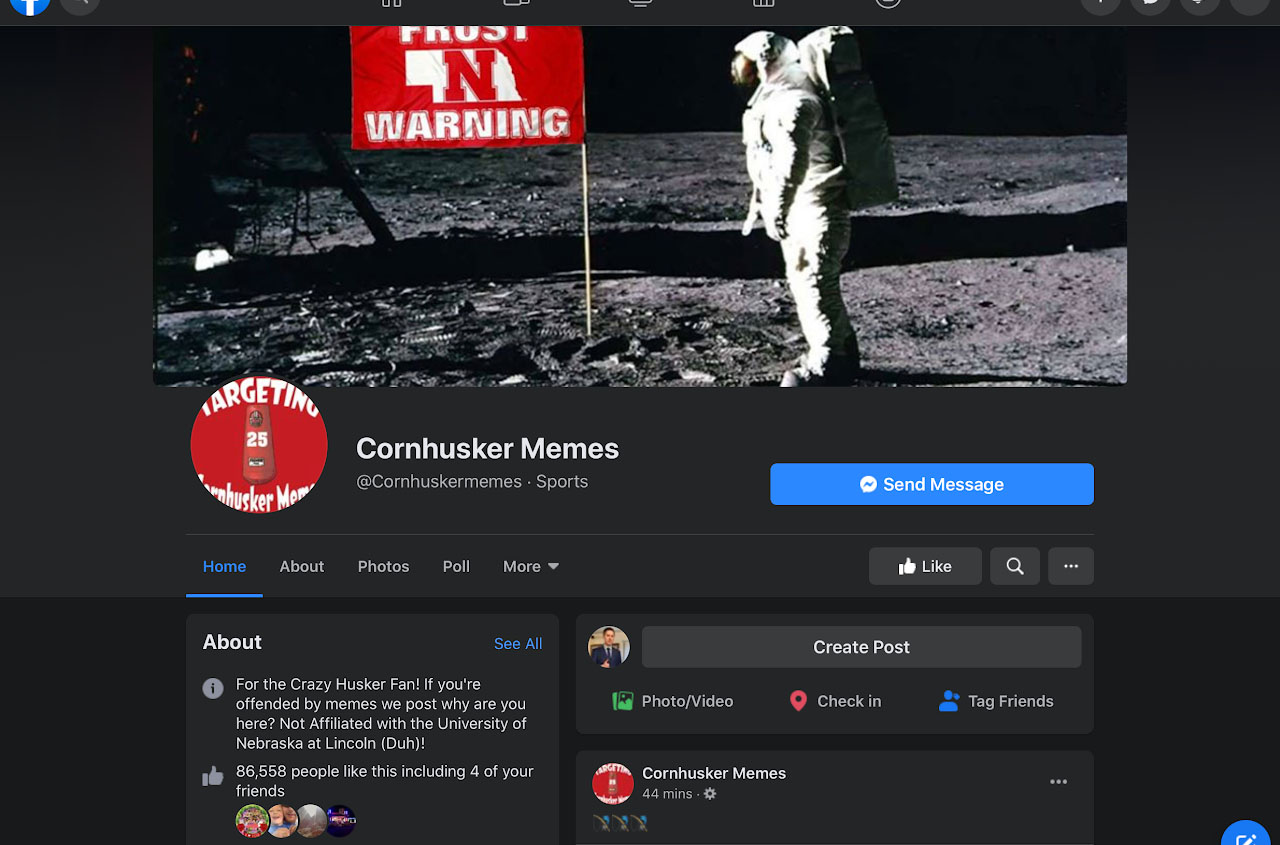 FROST
N
WARNING
TARGETING
25
Cornhusker Mem
Cornhusker Memes
@Cornhuskermemes · Sports
Send Message
Home
About
Photos
Poll
More
Like
About
See All
For the Crazy Husker Fan! If you're
offended by memes we post why are you
here? Not Affiliated with the University of
Nebraska at Lincoln (Duh)!
86,558 people like this including 4 of your
friends
Create Post
Photo/Video
Check in
Tag Friends
Cornhusker Memes
44 mins ·